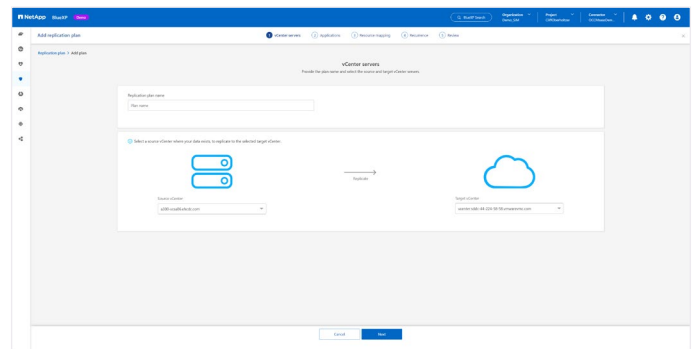 NetApp BlueXP
BlueXP Search
Organization
Project
Connector
Add replication plan
1 vCenter servers
2 Applications
3 Resource mapping
4 Recurrence
5 Review
Replication plan > Add plan
vCenter servers
Provide the plan name and select the source and target vCenter servers.
Replication plan name
Plan name
Select a source vCenter where your data exists, to replicate to the selected target vCenter.
Replicate
Source vCenter
Target vCenter
Cancel
Next